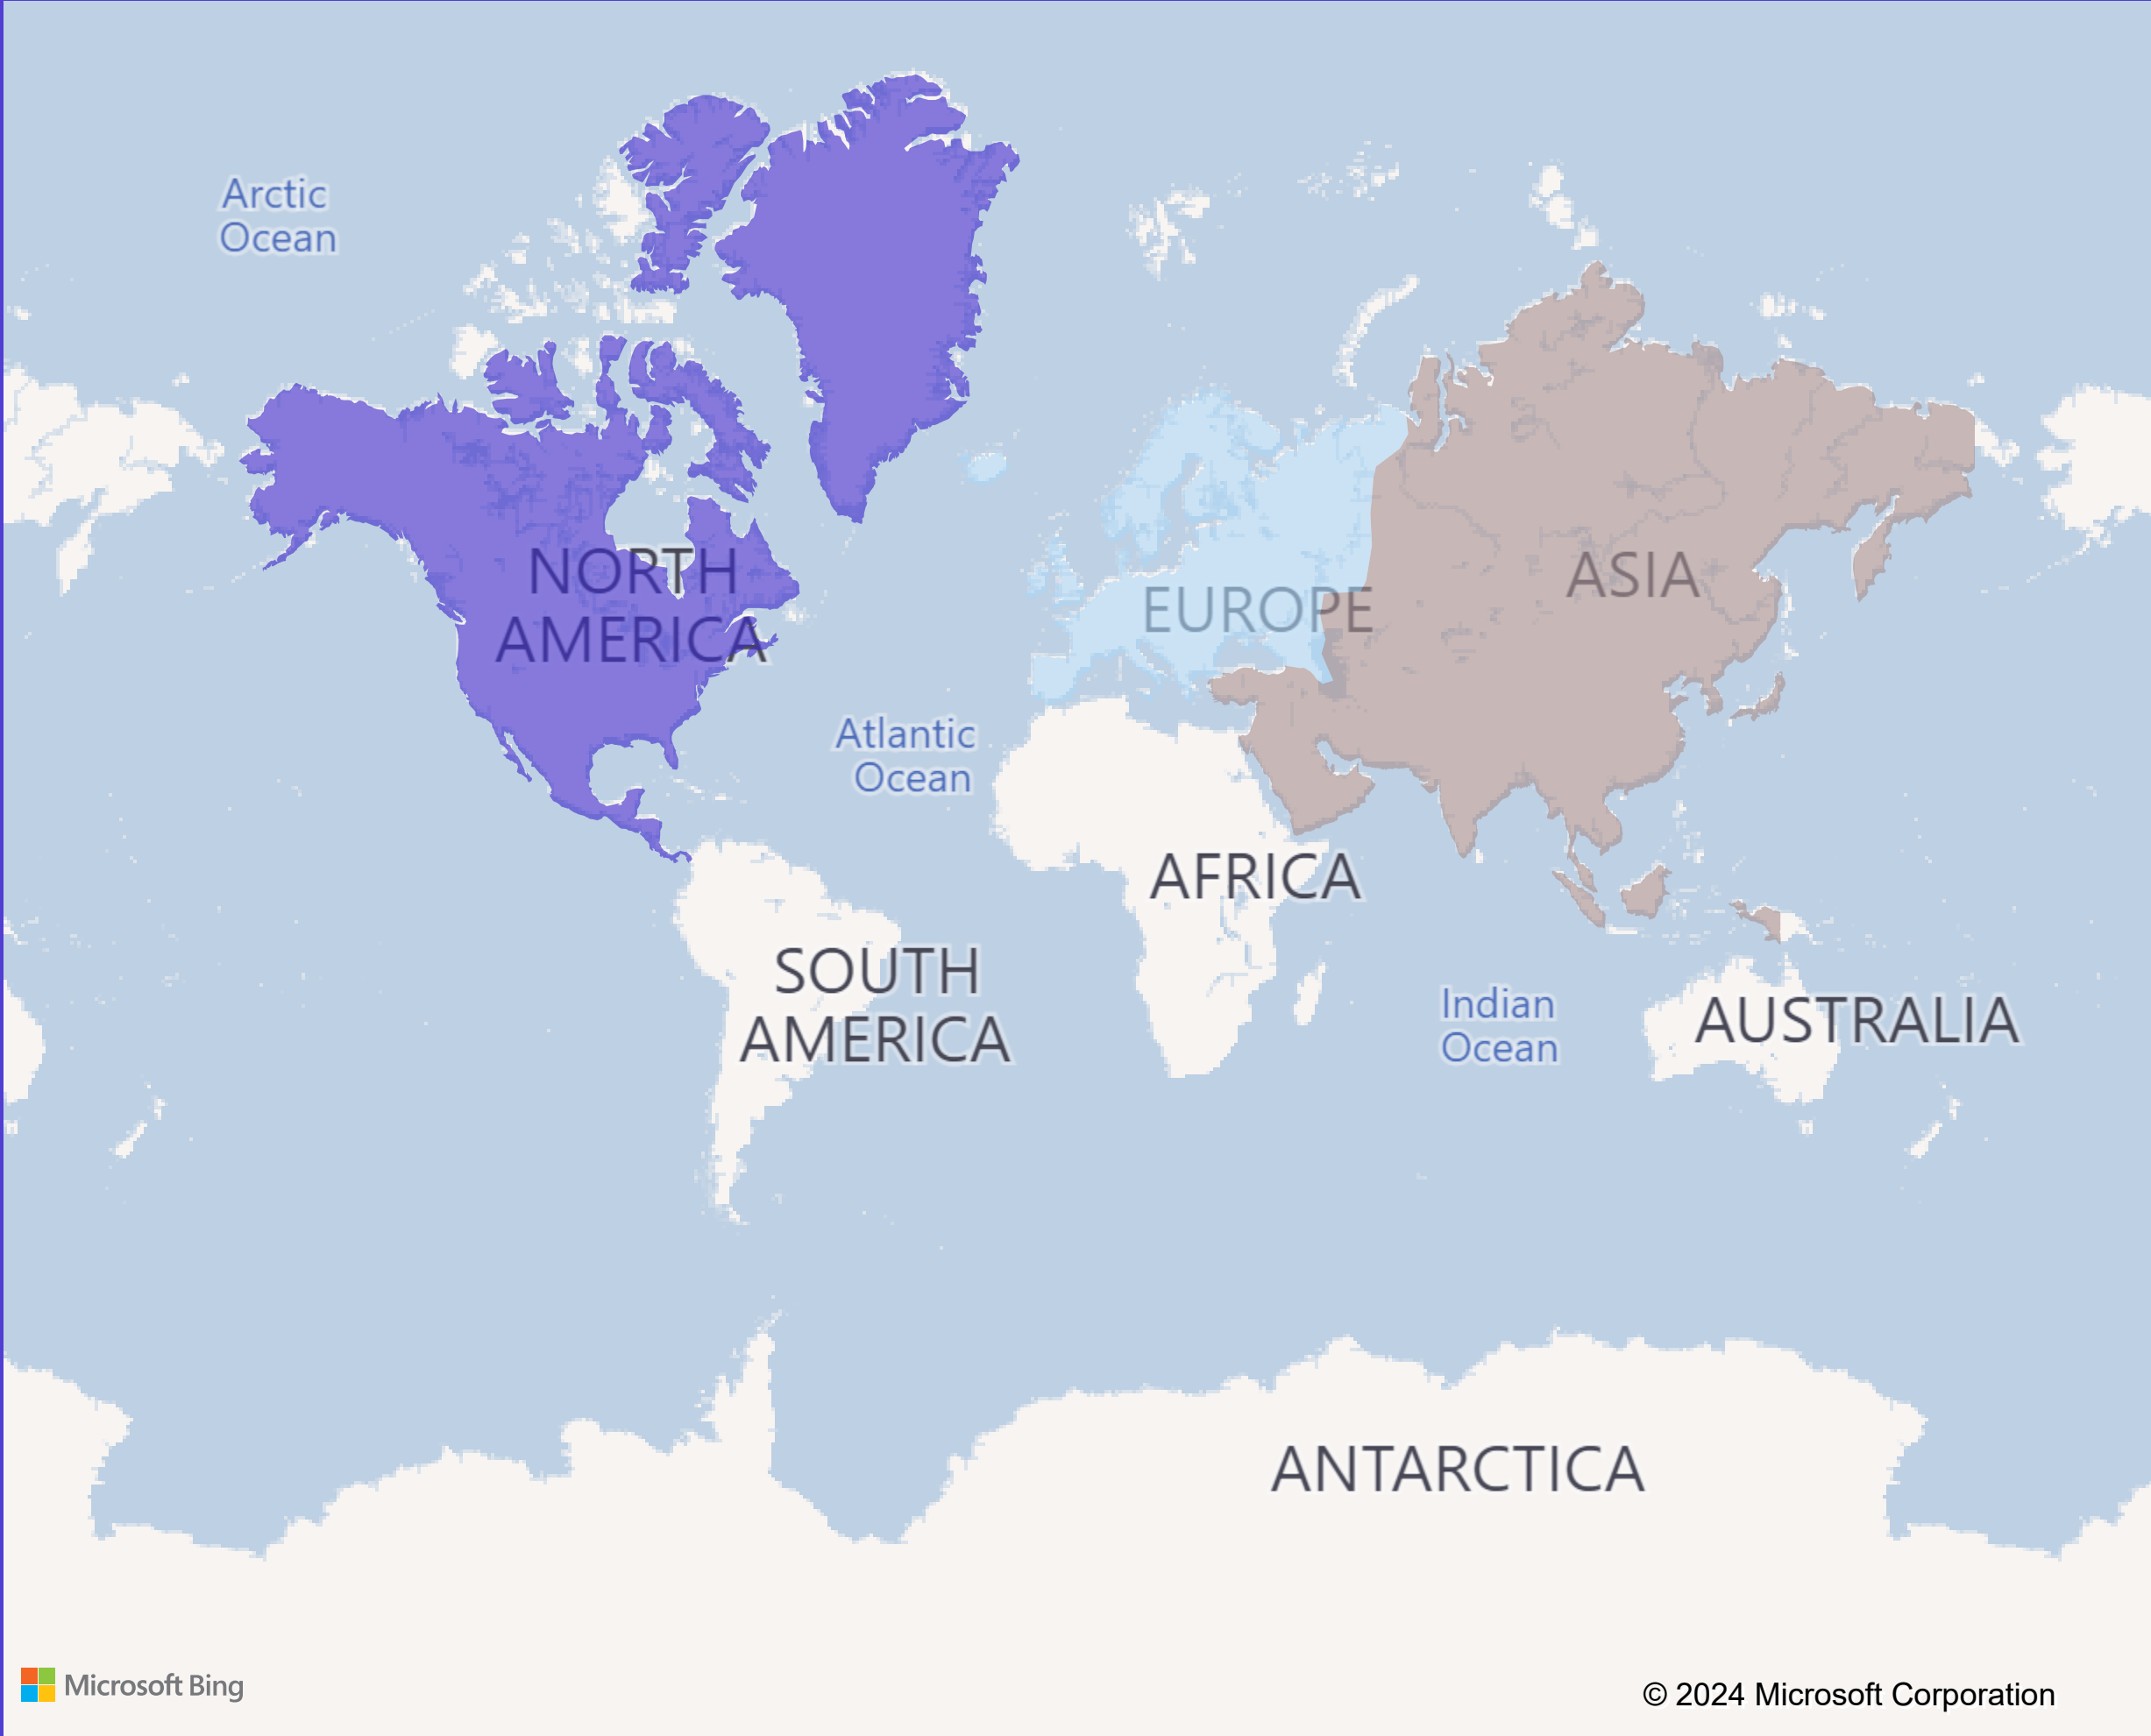 Arctic
Ocean
NORTH
AMERICA
EUROPE
ASIA
Atlantic
Ocean
AFRICA
SOUTH
AMERICA
Indian
Ocean
AUSTRALIA
ANTARCTICA
Microsoft Bing
© 2024 Microsoft Corporation